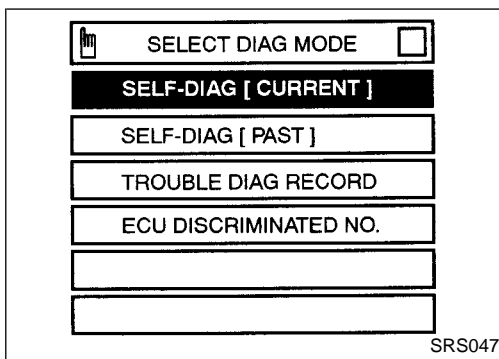 SELECT DIAG MODE
SELF-DIAG [ CURRENT ]
SELF-DIAG [ PAST ]
TROUBLE DIAG RECORD
ECU DISCRIMINATED NO.
SRS047